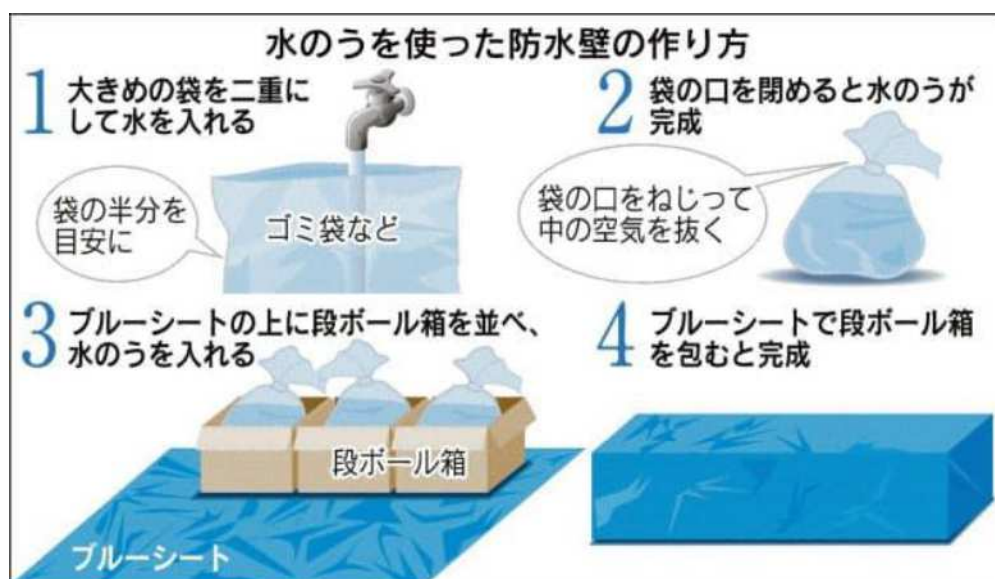 水のうを使った防水壁の作り方
1
大きめの袋を二重に
して水を入れる
袋の半分を
目安に
ゴミ袋など
2
袋の口を閉めると水のうが
完成
袋の口をねじって
中の空気を抜く
3
ブルーシートの上に段ボール箱を並べ、
水のうを入れる
段ボール箱
ブルーシート
4
ブルーシートで段ボール箱
を包むと完成